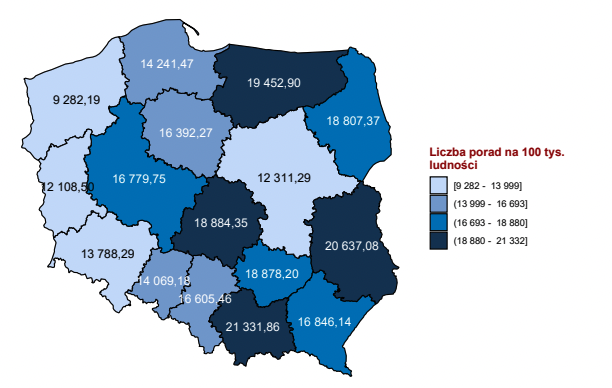 14 241,47
19 452,90
9 282,19
18 807,37
16 392,27
12 311,29
16 779,75
12 108,50
18 884,35
20 637,08
13 788,29
14 069,18
18 878,20
16 605,46
16 846,14
21 331,86
Liczba porad na 100 tys.
ludności
[9 282 - 13 999]
(13 999 - 16 693]
(16 693 - 18 880]
(18 880 - 21 332]